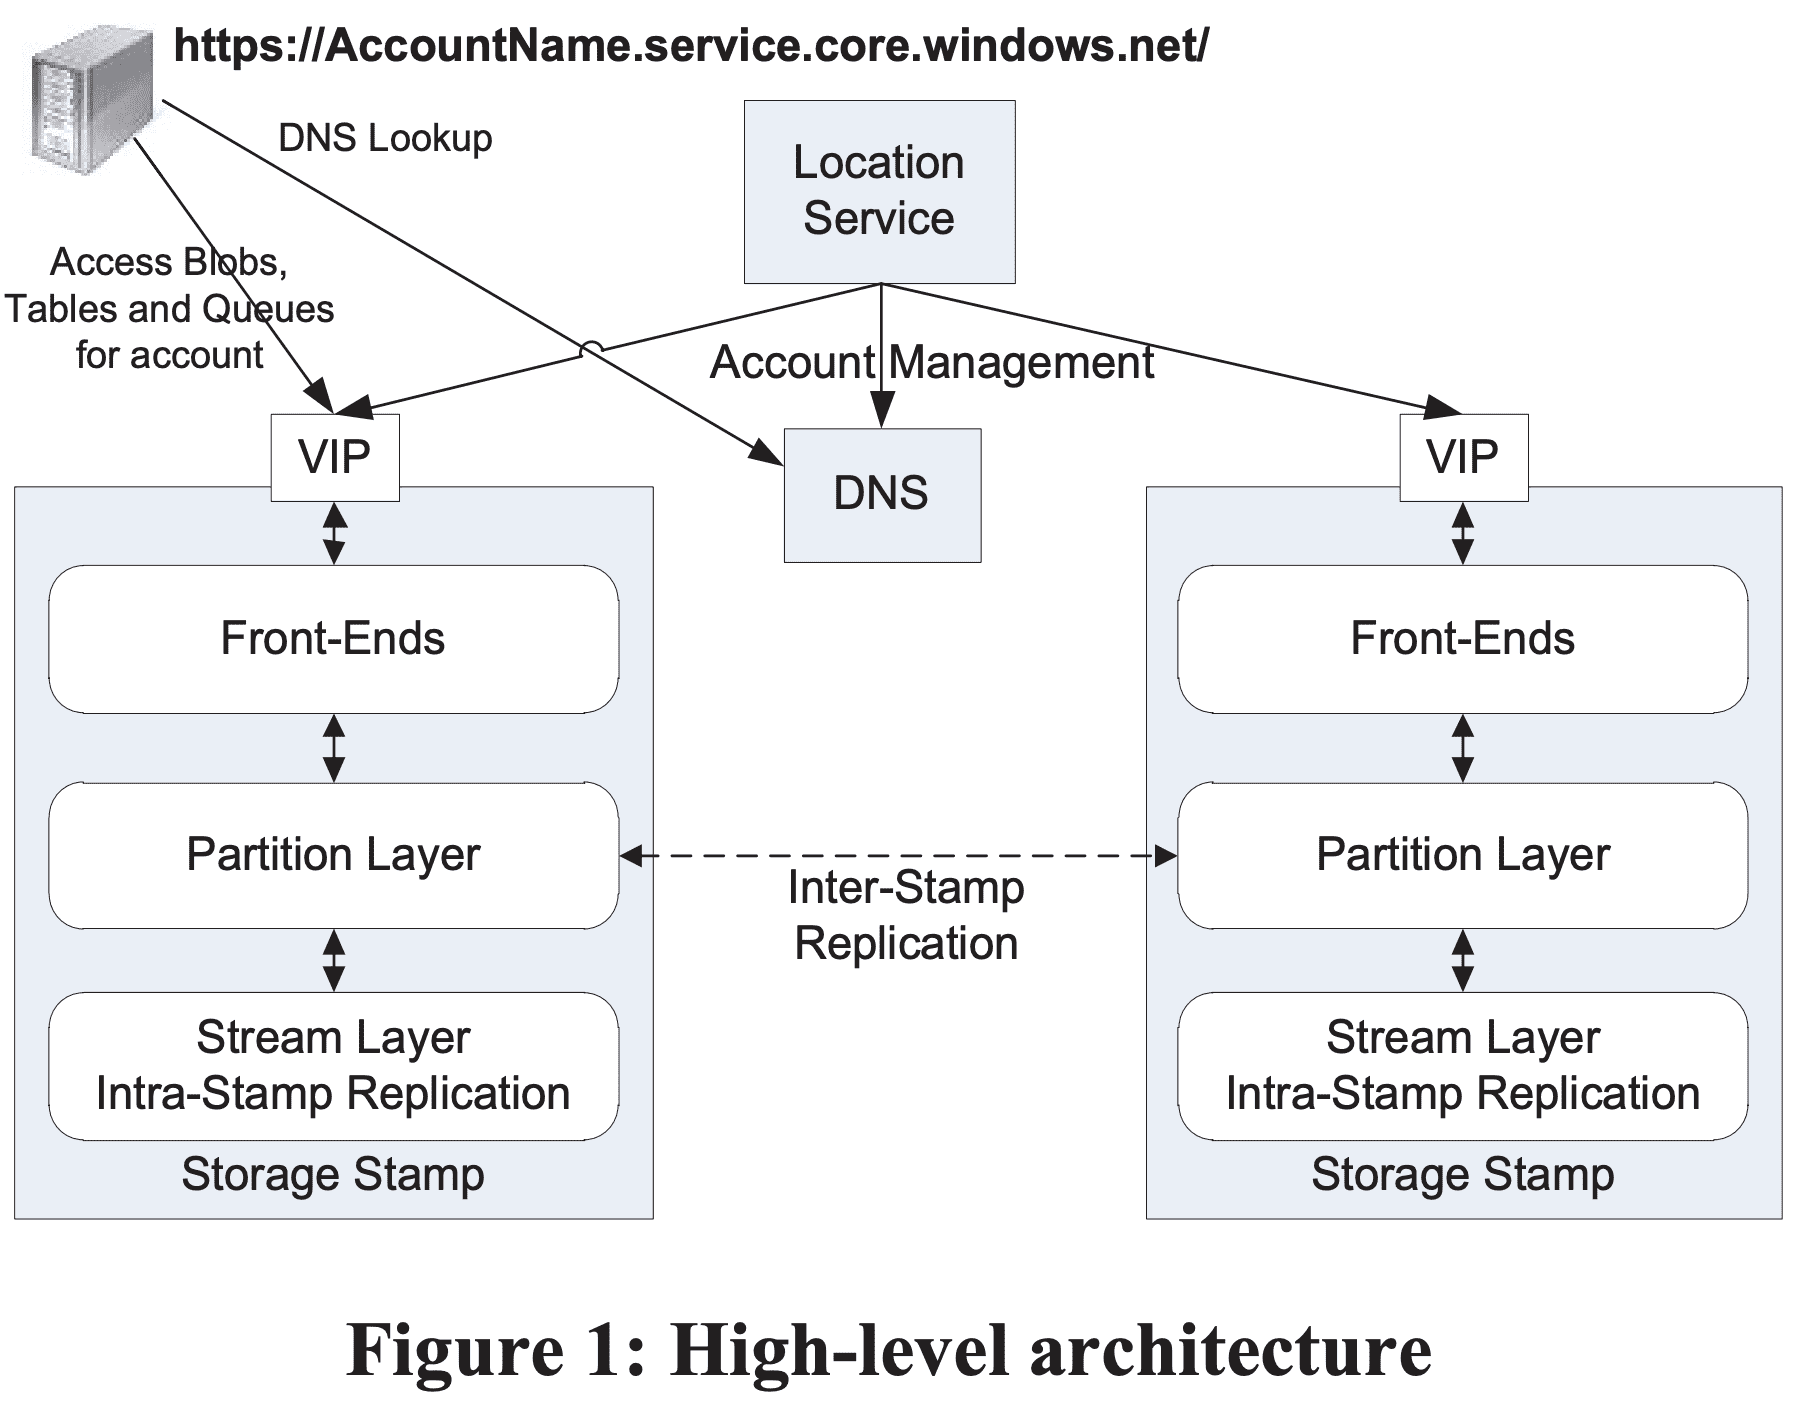 https://AccountName.service.core.windows.net/
DNS Lookup
Location
Service
Access Blobs,
Tables and Queues
for account
Account Management
VIP
DNS
VIP
Front-Ends
Front-Ends
Partition Layer
Inter-Stamp
Replication
Partition Layer
Stream Layer
Intra-Stamp Replication
Storage Stamp
Stream Layer
Intra-Stamp Replication
Storage Stamp
Figure 1: High-level architecture